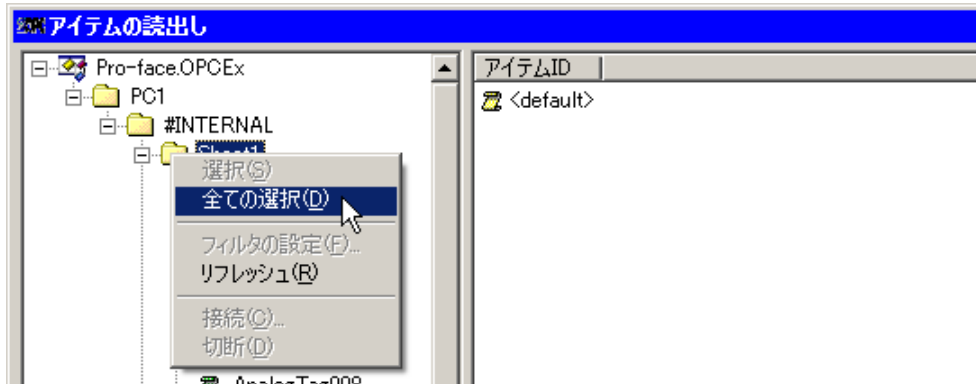 アイテムの読出し
Pro-face.OPCEx
PC1
#INTERNAL
選択(S)
全ての選択(D)
フィルタの設定(F)...
リフレッシュ(R)
接続(C)...
切断(D)
アイテムID
<default>